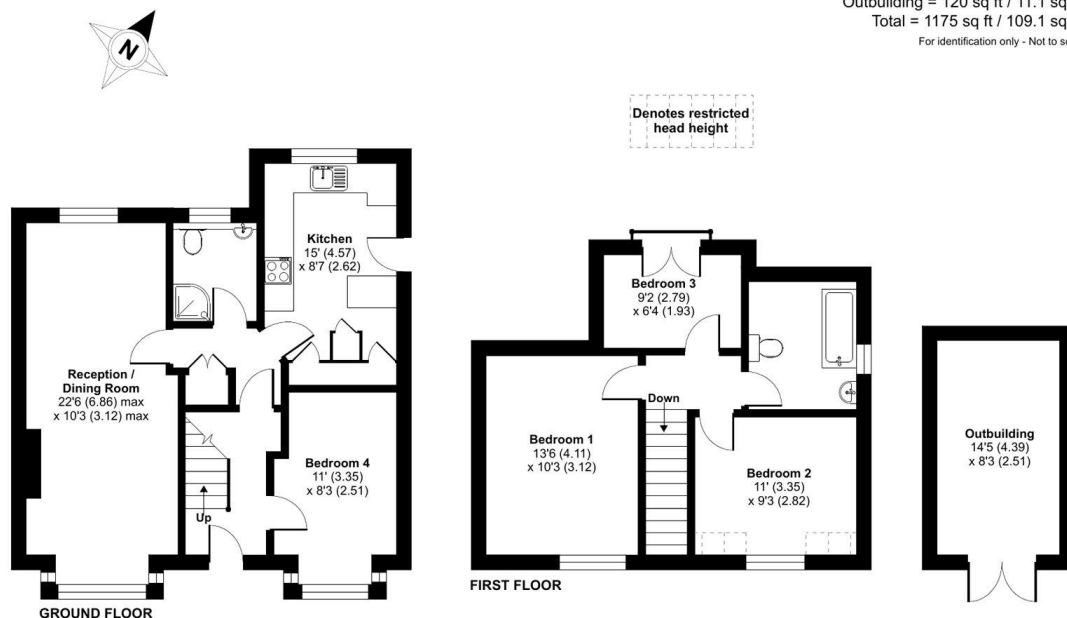 Outbuilding = 120 sq ft / 11.1 sq
Total = 1175 sq ft / 109.1 sq
For identification only - Not to
N
Denotes restricted
head height
Kitchen
15' (4.57)
x 8'7 (2.62)
Reception /
Dining Room
22'6 (6.86) max
x 10'3 (3.12) max
Bedroom 4
11' (3.35)
x 8'3 (2.51)
Up
GROUND FLOOR
Bedroom 3
9'2 (2.79)
x 6'4 (1.93)
Down
Bedroom 1
13'6 (4.11)
x 10'3 (3.12)
Bedroom 2
11' (3.35)
x 9'3 (2.82)
FIRST FLOOR
Outbuilding
14'5 (4.39)
x 8'3 (2.51)